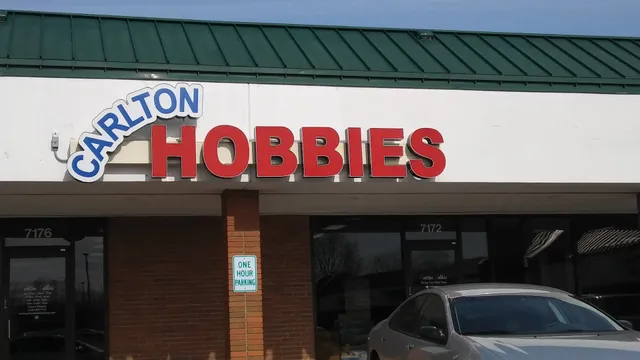 CARLTON
HOBBIES
7176
7172
ONE
HOUR
PARKING